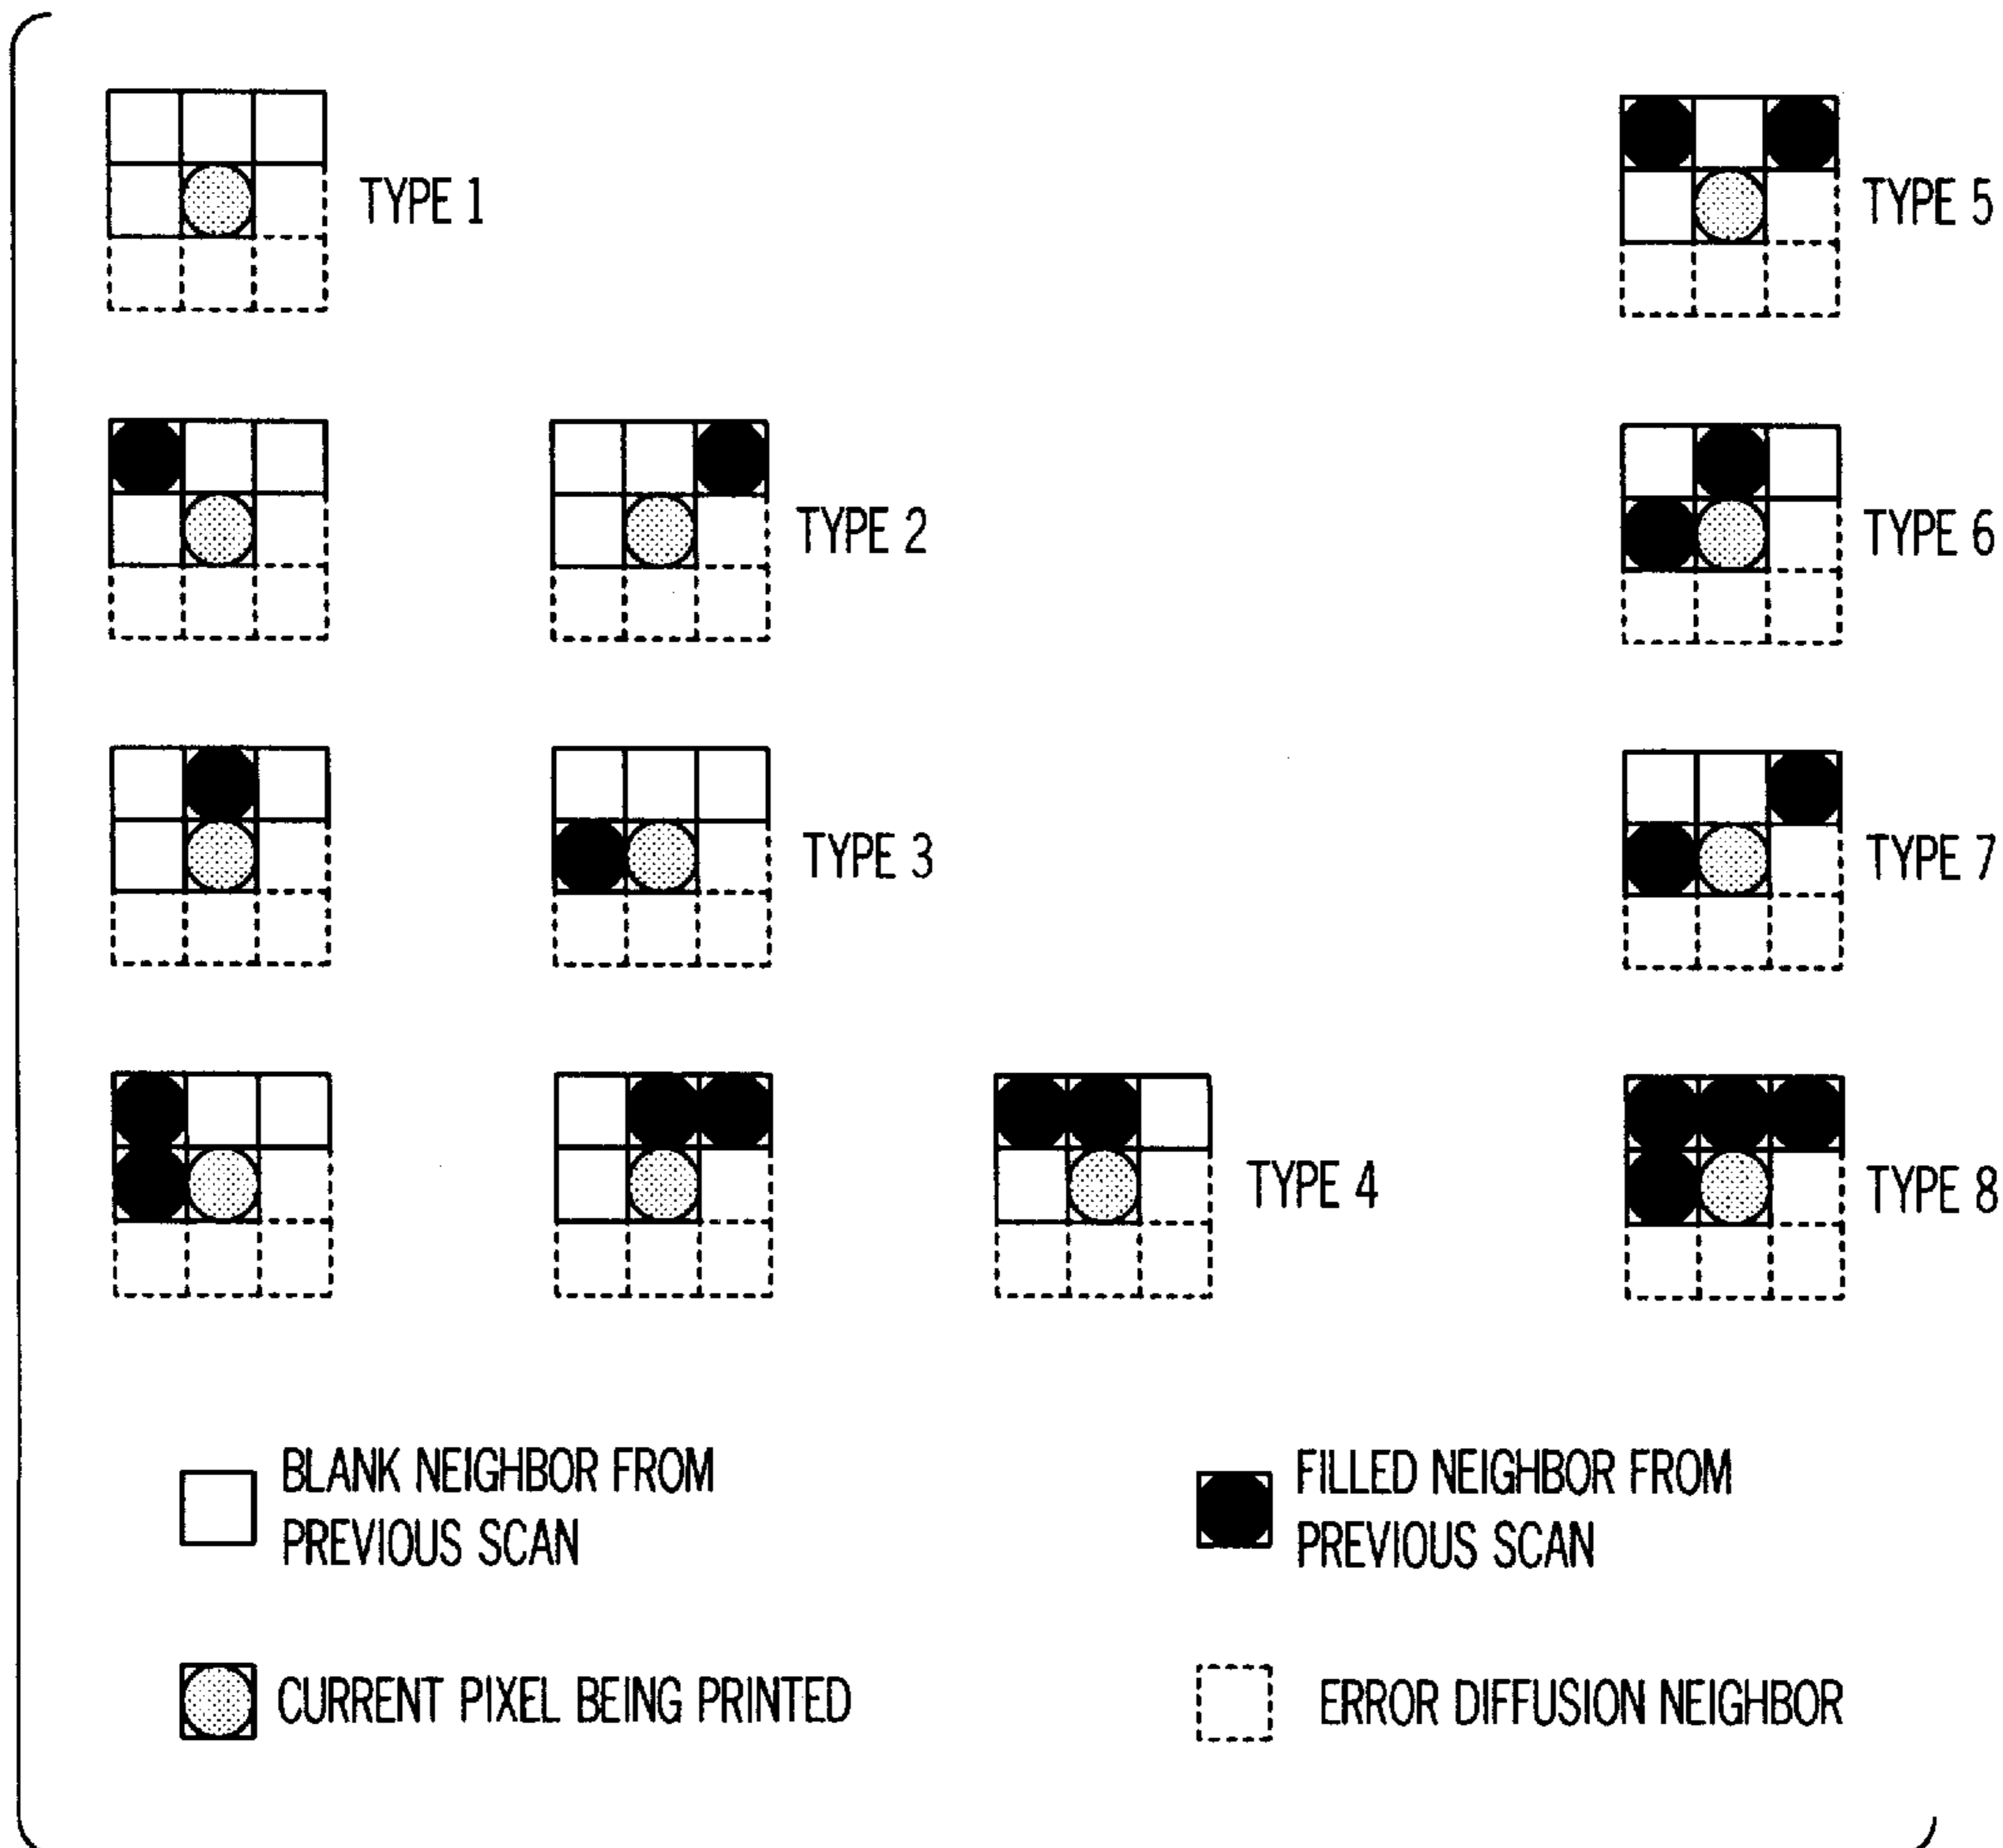 TYPE 1
TYPE 5
TYPE 2
TYPE 6
TYPE 3
TYPE 7
TYPE 4
TYPE 8
BLANK NEIGHBOR FROM
PREVIOUS SCAN
FILLED NEIGHBOR FROM
PREVIOUS SCAN
CURRENT PIXEL BEING PRINTED
ERROR DIFFUSION NEIGHBOR